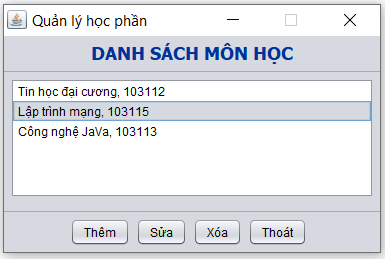 Quản lý học phần
DANH SÁCH MÔN HỌC
Tin học đại cương, 103112
Lập trình mạng, 103115
Công nghệ JaVa, 103113
Thêm Sửa Xóa Thoát